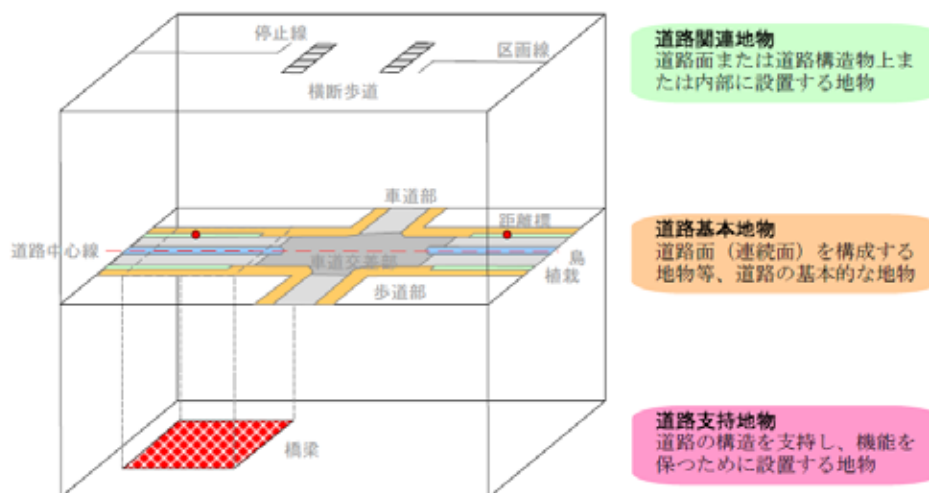 停止線
区画線
横断歩道
道路関連地物
道路面または道路構造物上ま
たは内部に設置する地物
車道部
距離標
道路中心線
車道交差部
島
植栽
歩道部
道路基本地物
道路面（連続面）を構成する
地物等、道路の基本的な地物
橋梁
道路支持地物
道路の構造を支持し、機能を
保つために設置する地物